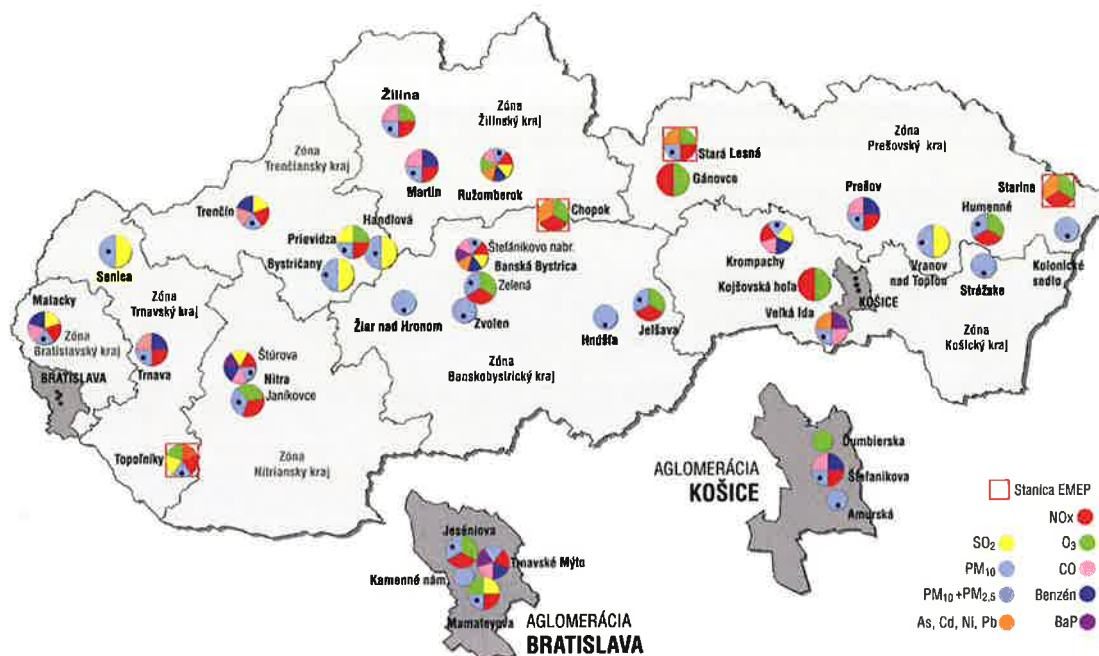 Žilina
Zóna
Žilinský kraj
Zóna
Trenčiansky kraj
Martin
Ružomberok
Stará Lesná
Gánovce
Zóna
Prešovský kraj
Prešov
Starina
Trenčín
Handlová
Prievidza
Bystričany
Chopok
Humenné
Senica
Štefánikovo nabr.
Banská Bystrica
Zelená
Zvolen
Žiar nad Hronom
Krompachy
Vranov
nad Topľou
Strážske
Kolonické
sedlo
Kojšovská hoľa
KOŠICE
Veľká Ida
Malacky
Zóna
Trnavský kraj
Zóna
Bratislavský kraj
BRATISLAVA
Trnava
Štúrova
Nitra
Janíkovce
Hnúšťa
Jelšava
Zóna
Banskobystrický kraj
Zóna
Košický kraj
Topoľníky
Zóna
Nitriansky kraj
Ďumbierska
AGLOMERÁCIA
KOŠICE
Štefánikova
Amurská
Jeséniova
Trnavské Mýto
Kamenné nám.
Mamateyova
AGLOMERÁCIA
BRATISLAVA
Stanica EMEP
NOx
SO₂
O₃
PM₁₀
CO
PM₁₀+PM₂,₅
Benzén
As, Cd, Ni, Pb
BaP